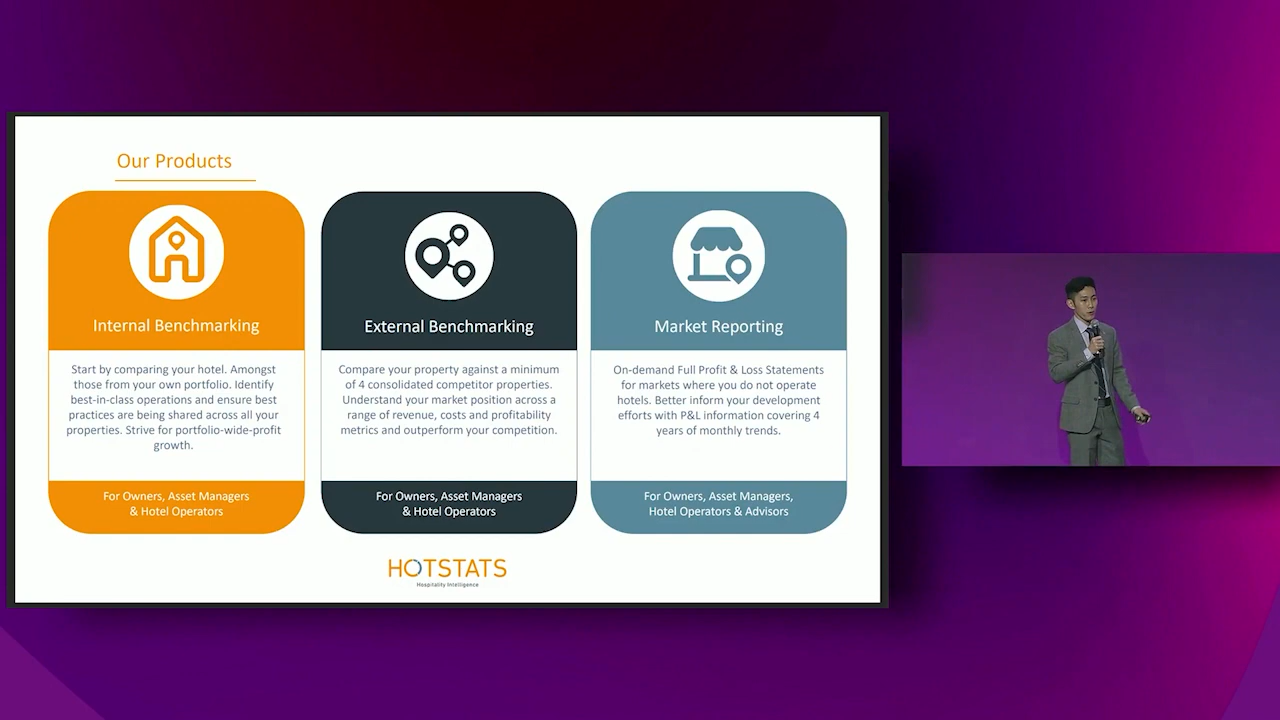 Our Products
Internal Benchmarking
Start by comparing your hotel. Amongst
those from your own portfolio. Identify
best-in-class operations and ensure best
practices are being shared across all your
properties. Strive for portfolio-wide-profit
growth.
For Owners, Asset Managers
& Hotel Operators
External Benchmarking
Compare your property against a minimum
of 4 consolidated competitor properties.
Understand your market position across a
range of revenue, costs and profitability
metrics and outperform your competition.
For Owners, Asset Managers
& Hotel Operators
Market Reporting
On-demand Full Profit & Loss Statements
for markets where you do not operate
hotels. Better inform your development
efforts with P&L information covering 4
years of monthly trends.
For Owners, Asset Managers,
Hotel Operators & Advisors
HOTSTATS
Hospitality Intelligence